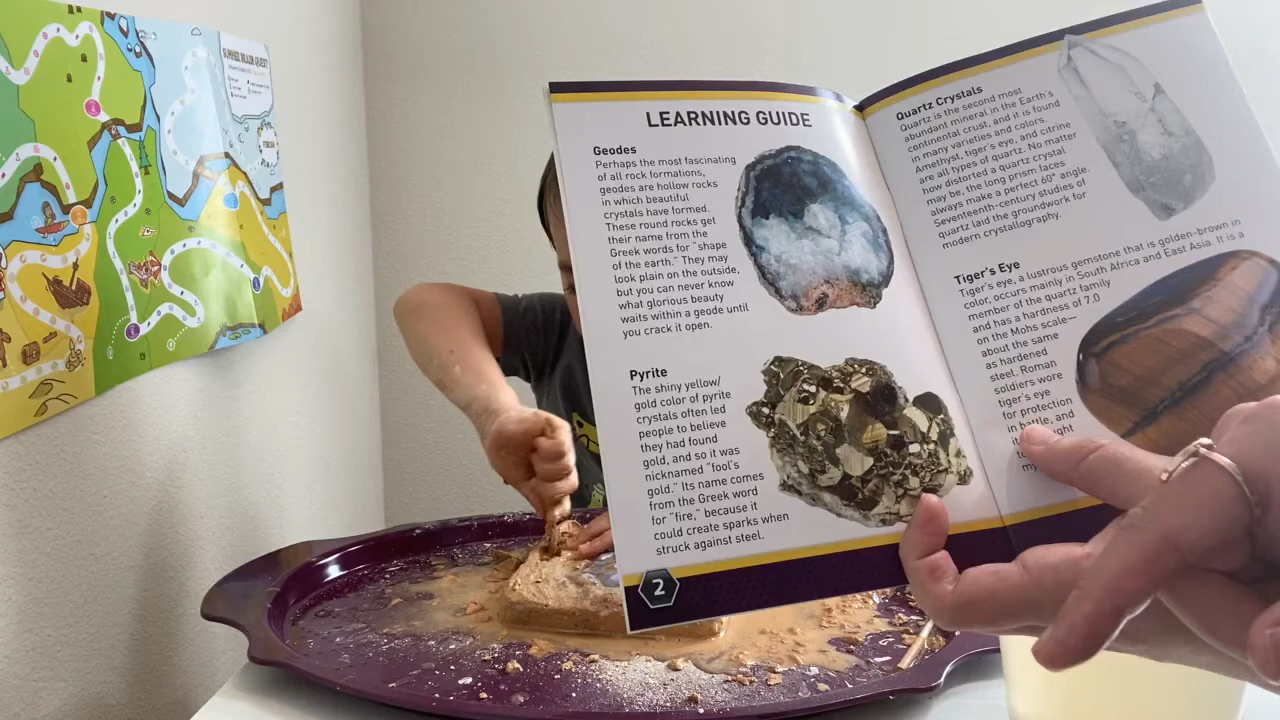 SUMMER BRAIN QUEST
LEARNING GUIDE
Geodes
Perhaps the most fascinating
of all rock formations,
geodes are hollow rocks
in which beautiful
crystals have formed.
These round rocks get
their name from the
Greek words for "shape
of the earth." They may
look plain on the outside,
but you can never know
what glorious beauty
waits within a geode until
you crack it open.
Pyrite
The shiny yellow/
gold color of pyrite
crystals often led
people to believe
they had found
gold, and so it was
nicknamed "fool's
gold." Its name comes
from the Greek word
for "fire," because it
could create sparks when
struck against steel.
2
Quartz Crystals
Quartz is the second most
abundant mineral in the Earth's
continental crust, and it is found
in many varieties and colors.
Amethyst, tiger's eye, and citrine
are all types of quartz. No matter
how distorted a quartz crystal
may be, the long prism faces
always make a perfect 60° angle.
Seventeenth-century studies of
quartz laid the groundwork for
modern crystallography.
Tiger's Eye
Tiger's eye, a lustrous gemstone that is golden-brown in
color, occurs mainly in South Africa and East Asia. It is a
member of the quartz family
and has a hardness of 7.0
on the Mohs scale—
about the same
as hardened
steel. Roman
soldiers wore
tiger's eye
for protection
in battle, and